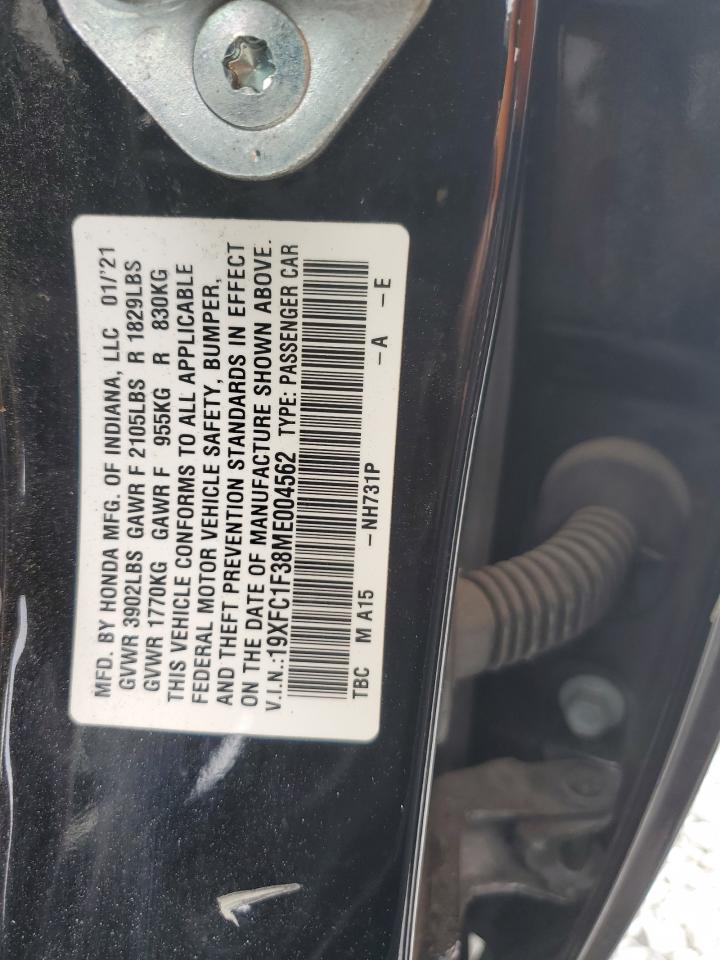 MFD. BY HONDA MFG. OF INDIANA, LLC 01/'21
GVWR 3902LBS GAWR F 2105LBS R 1829LBS
GVWR 1770KG GAWR F 955KG R 830KG
THIS VEHICLE CONFORMS TO ALL APPLICABLE
FEDERAL MOTOR VEHICLE SAFETY, BUMPER,
AND THEFT PREVENTION STANDARDS IN EFFECT
ON THE DATE OF MANUFACTURE SHOWN ABOVE.
V.I.N.:19XFC1F38ME004562 TYPE: PASSENGER CAR
TBC M A15 -NH731P -A -E